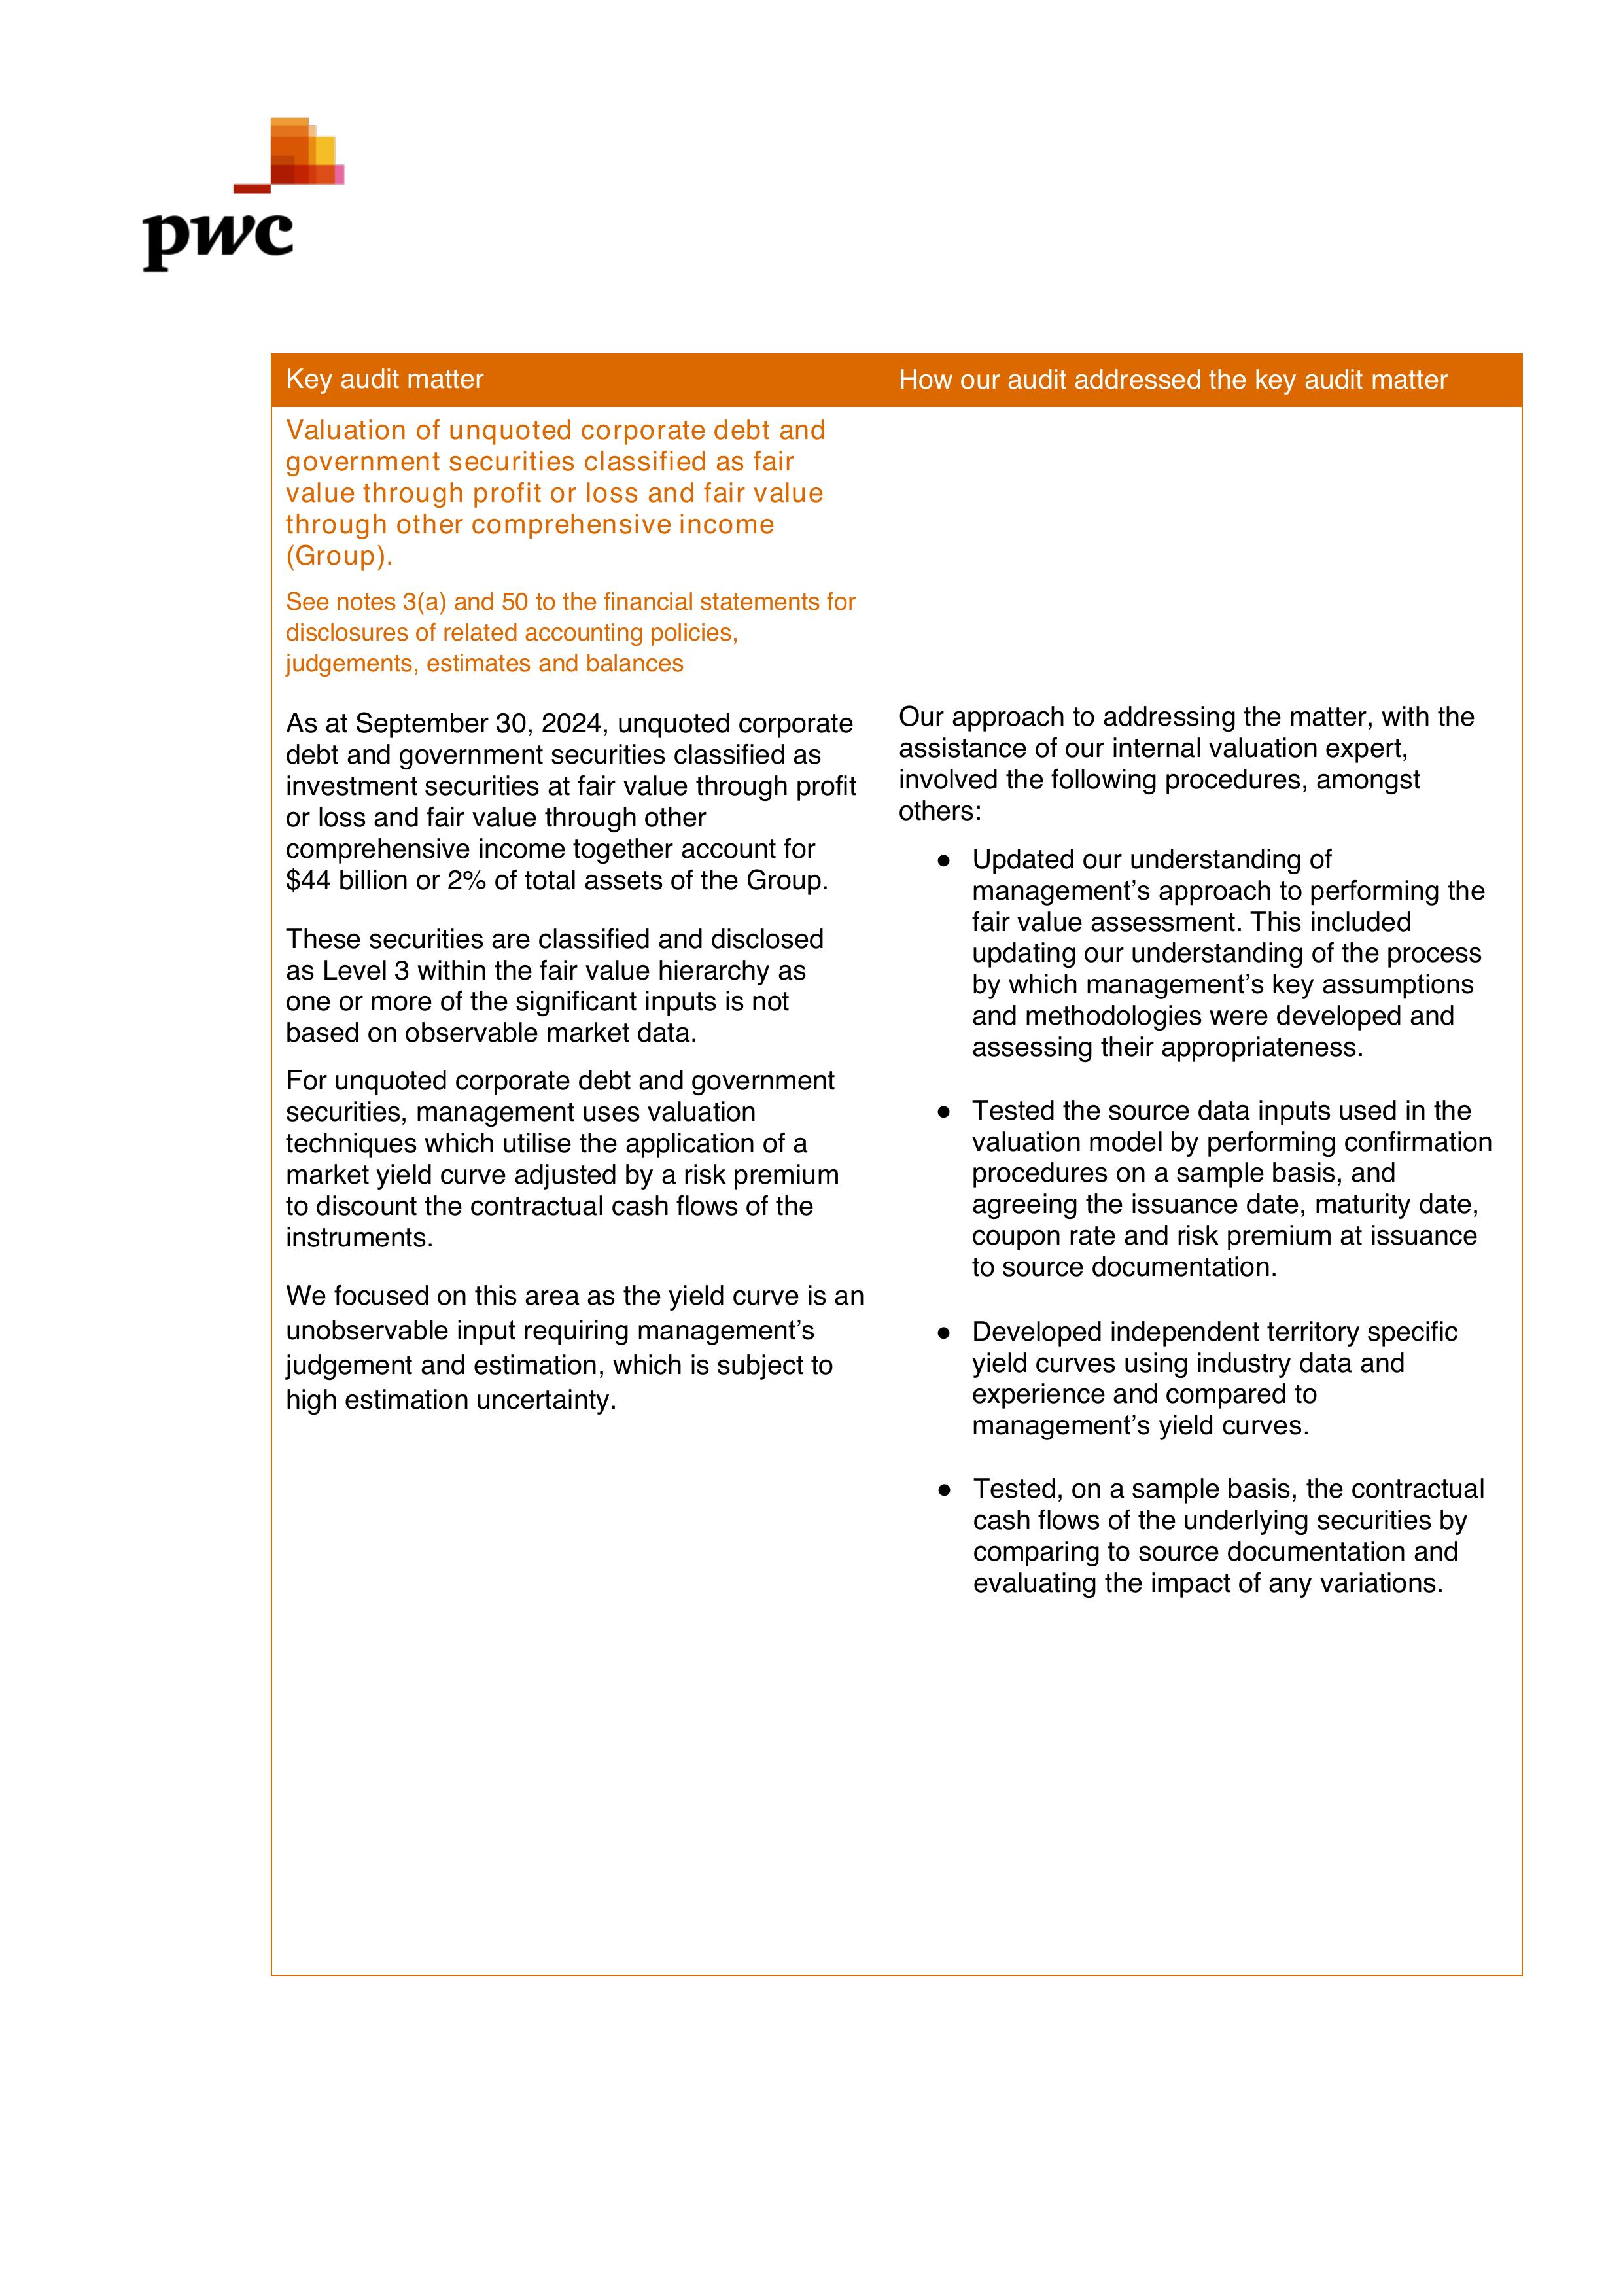 pwc
Key audit matter
How our audit addressed the key audit matter
Valuation of unquoted corporate debt and
government securities classified as fair
value through profit or loss and fair value
through other comprehensive income
(Group).
See notes 3(a) and 50 to the financial statements for
disclosures of related accounting policies,
judgements, estimates and balances
As at September 30, 2024, unquoted corporate
debt and government securities classified as
investment securities at fair value through profit
or loss and fair value through other
comprehensive income together account for
$44 billion or 2% of total assets of the Group.
These securities are classified and disclosed
as Level 3 within the fair value hierarchy as
one or more of the significant inputs is not
based on observable market data.
For unquoted corporate debt and government
securities, management uses valuation
techniques which utilise the application of a
market yield curve adjusted by a risk premium
to discount the contractual cash flows of the
instruments.
We focused on this area as the yield curve is an
unobservable input requiring management’s
judgement and estimation, which is subject to
high estimation uncertainty.
Our approach to addressing the matter, with the
assistance of our internal valuation expert,
involved the following procedures, amongst
others:
● Updated our understanding of
management’s approach to performing the
fair value assessment. This included
updating our understanding of the process
by which management’s key assumptions
and methodologies were developed and
assessing their appropriateness.
● Tested the source data inputs used in the
valuation model by performing confirmation
procedures on a sample basis, and
agreeing the issuance date, maturity date,
coupon rate and risk premium at issuance
to source documentation.
● Developed independent territory specific
yield curves using industry data and
experience and compared to
management’s yield curves.
● Tested, on a sample basis, the contractual
cash flows of the underlying securities by
comparing to source documentation and
evaluating the impact of any variations.